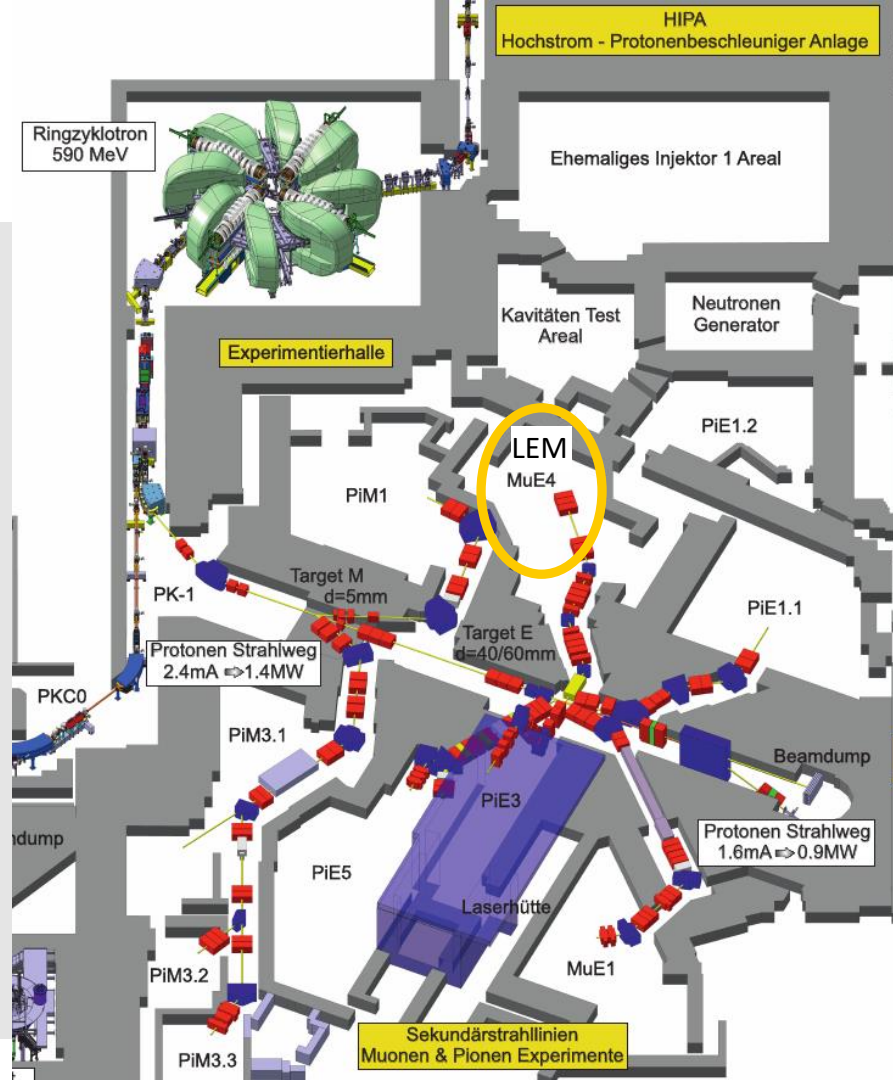 HIPA
Hochstrom - Protonenbeschleuniger Anlage
Ringzyklotron
590 MeV
Ehemaliges Injektor 1 Areal
Kavitäten Test
Areal
Neutronen
Generator
Experimentierhalle
LEM
MuE4
PiE1.2
PiM1
Target M
d=5mm
PK-1
PiE1.1
Target E
d=40/60mm
Protonen Strahlweg
2.4mA ⇨ 1.4MW
PKC0
PiM3.1
Beamdump
PiE3
Protonen Strahlweg
1.6mA ⇨ 0.9MW
dump
PiE5
Laserhütte
PiM3.2
MuE1
Sekundärstrahllinien
Muonen & Pionen Experimente
PiM3.3